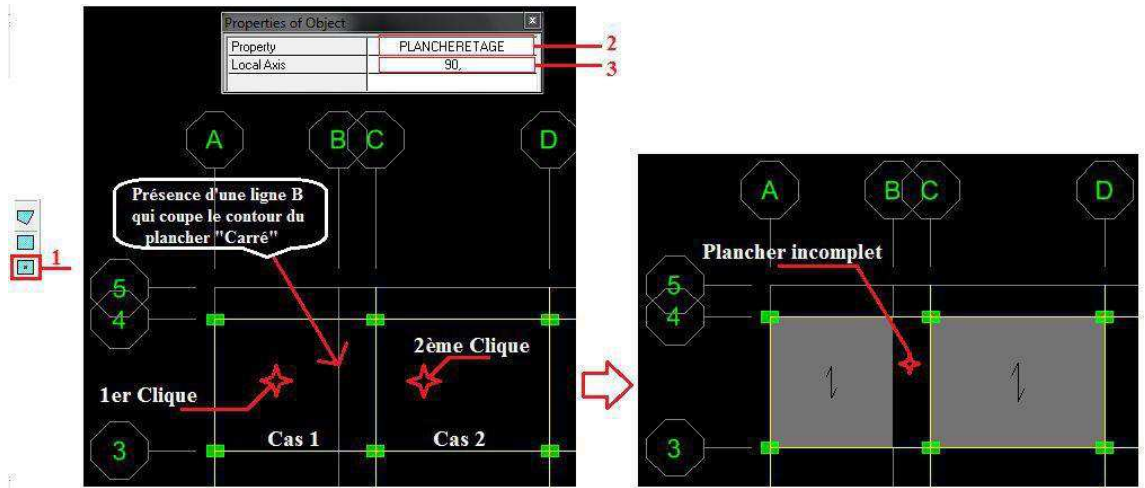 Properties of Object
Property PLANCHERETAGE 2
Local Axis 90, 3
A B C D
Présence d'une ligne B
qui coupe le contour du
plancher "Carré"
1
5
4
2ème Clique
1er Clique
Cas 1 Cas 2
3
A B C D
Plancher incomplet
5
4
3